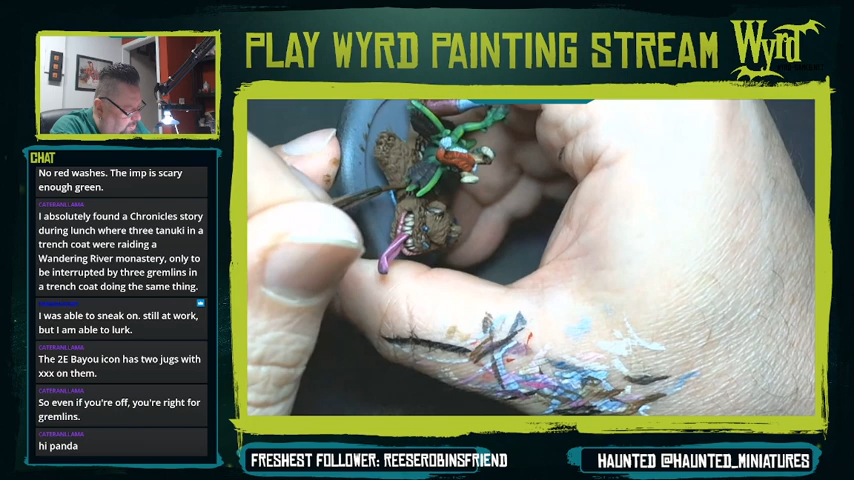 PLAY WYRD PAINTING STREAM
Wyrd
CHAT
No red washes. The imp is scary
enough green.
CATERANLLAMA
I absolutely found a Chronicles story
during lunch where three tanuki in a
trench coat were raiding a
Wandering River monastery, only to
be interrupted by three gremlins in
a trench coat doing the same thing.
I was able to sneak on. still at work,
but I am able to lurk.
CATERANLLAMA
The 2E Bayou icon has two jugs with
xxx on them.
CATERANLLAMA
So even if you're off, you're right for
gremlins.
CATERANLLAMA
hi panda
FRESHEST FOLLOWER: REESEROBINSFRIEND
HAUNTED @HAUNTED_MINIATURES